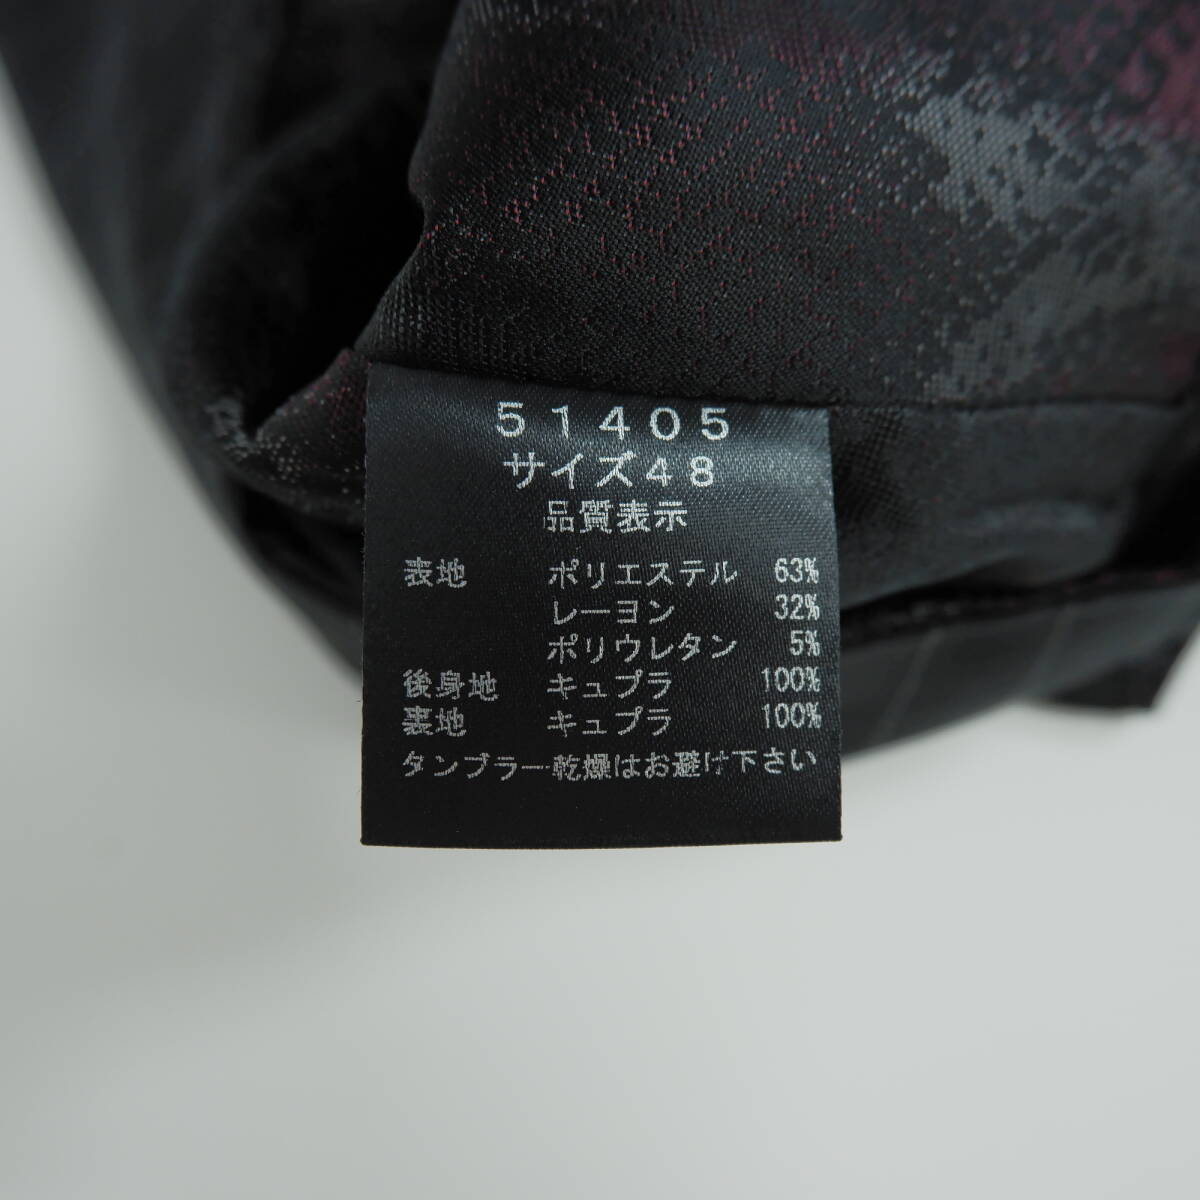 51405
サイズ48
品質表示
表地 ポリエステル 63%
レーヨン 32%
ポリウレタン 5%
後身地 キュプラ 100%
裏地 キュプラ 100%
タンブラー乾燥はお避け下さい